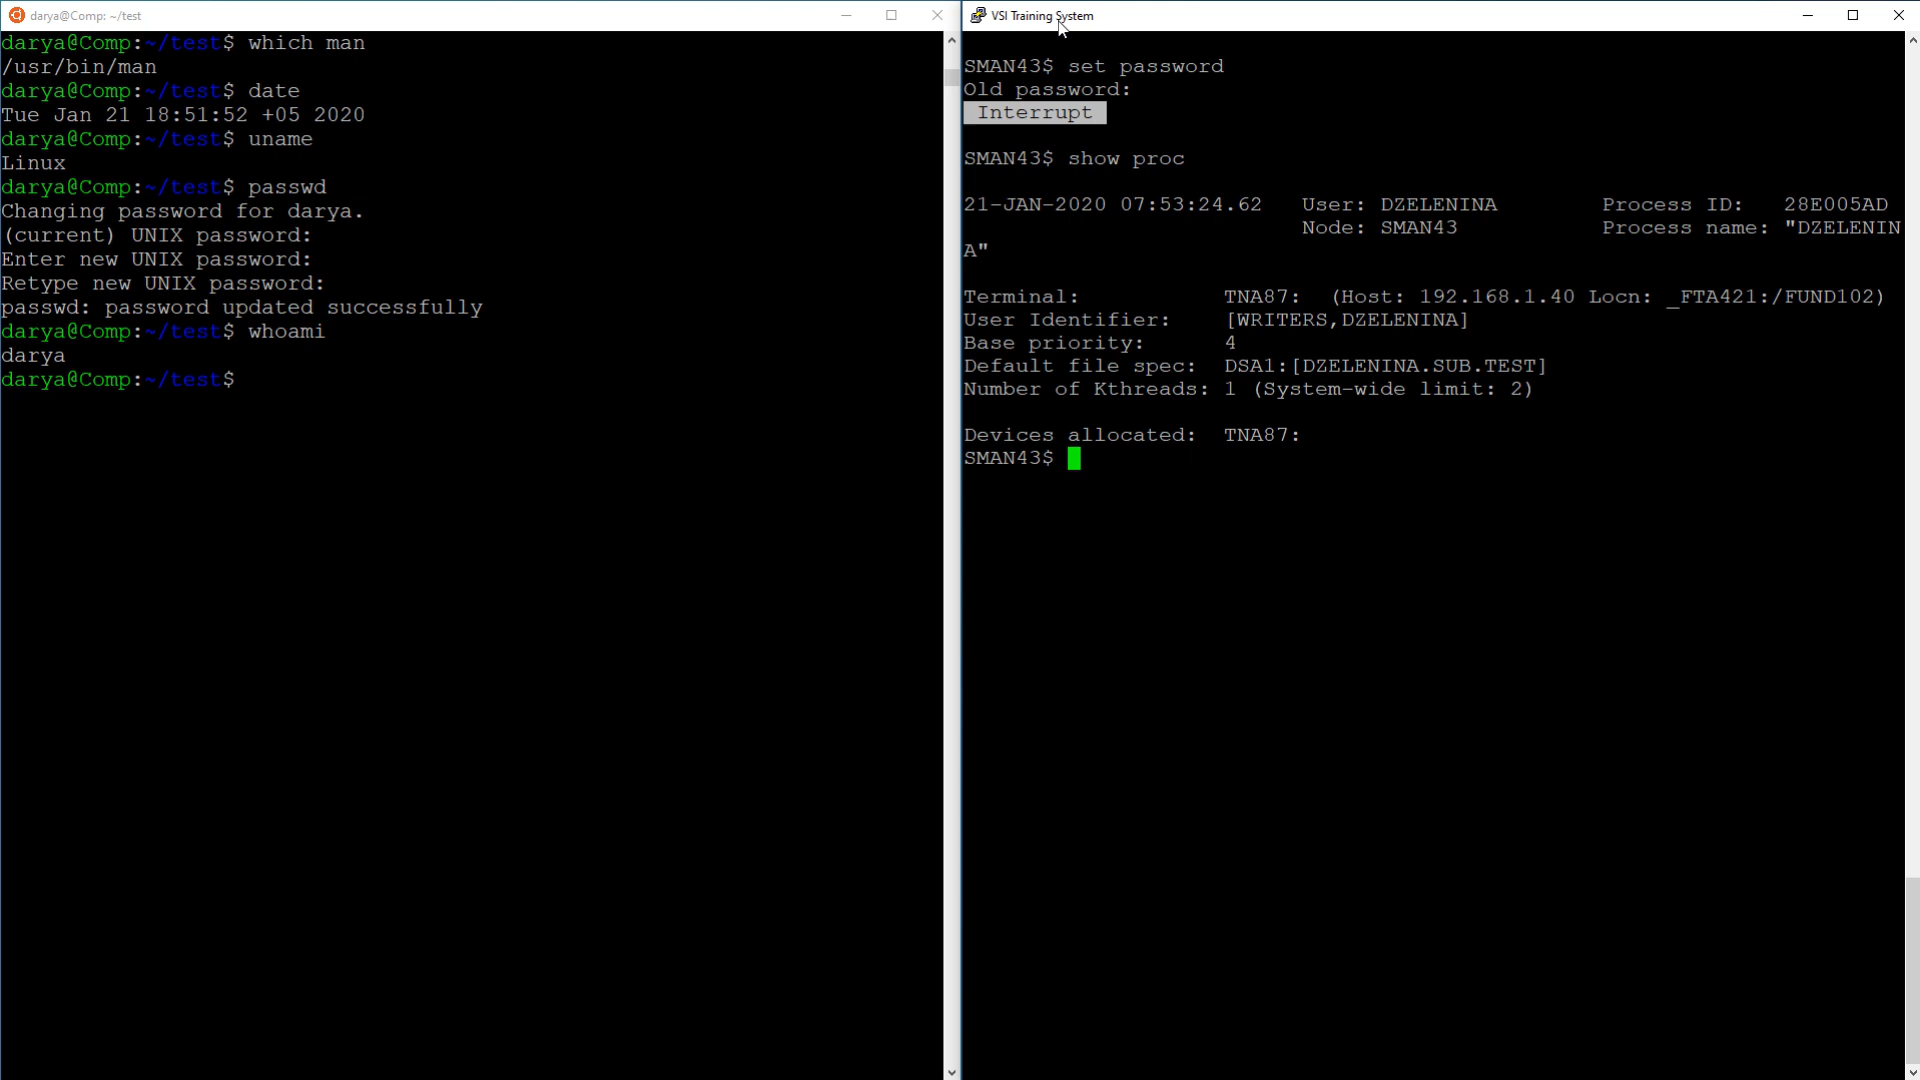 darya@Comp: ~/test
darya@Comp:~/test$ which man
/usr/bin/man
darya@Comp:~/test$ date
Tue Jan 21 18:51:52 +05 2020
darya@Comp:~/test$ uname
Linux
darya@Comp:~/test$ passwd
Changing password for darya.
(current) UNIX password:
Enter new UNIX password:
Retype new UNIX password:
passwd: password updated successfully
darya@Comp:~/test$ whoami
darya
darya@Comp:~/test$
VSI Training System
SMAN43$ set password
Old password:
Interrupt
SMAN43$ show proc
21-JAN-2020 07:53:24.62   User: DZELENINA        Process ID:   28E005AD
Node: SMAN43           Process name: "DZELENIN
A"
Terminal:           TNA87:  (Host: 192.168.1.40 Locn: _FTA421:/FUND102)
User Identifier:    [WRITERS,DZELENINA]
Base priority:      4
Default file spec:  DSA1:[DZELENINA.SUB.TEST]
Number of Kthreads: 1 (System-wide limit: 2)
Devices allocated:  TNA87:
SMAN43$